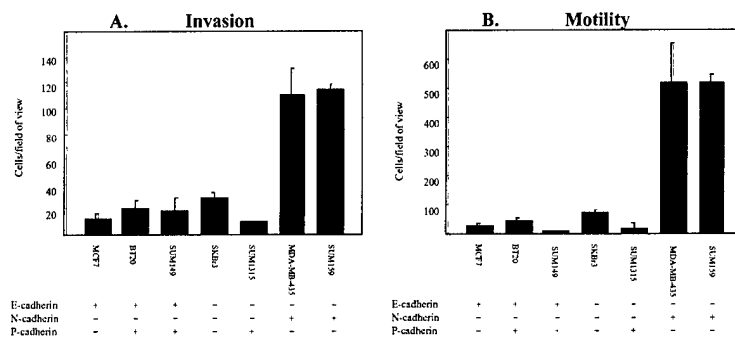 A. Invasion
Cells/field of view
140
120
100
80
60
40
20
MCF7
BT20
SUM149
SKBr3
SUM1315
MDA-MB-435
SUM159
E-cadherin + + + − − − −
N-cadherin − − − − − + +
P-cadherin − + + − + − −
B. Motility
Cells/field of view
600
500
400
300
200
100
MCF7
BT20
SUM149
SKBr3
SUM1315
MDA-MB-435
SUM159
E-cadherin + + + − − − −
N-cadherin − − − − − + +
P-cadherin